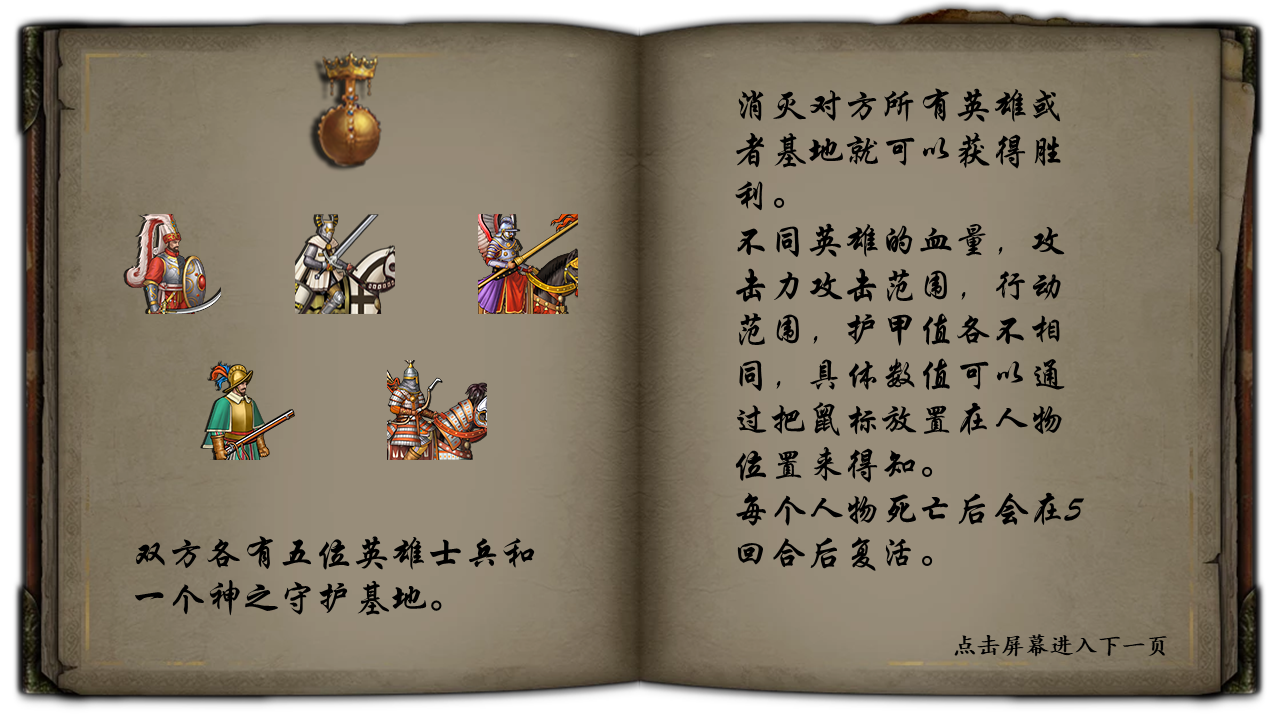 双方各有五位英雄士兵和
一个神之守护基地。
消灭对方所有英雄或
者基地就可以获得胜
利。
不同英雄的血量，攻
击力攻击范围，行动
范围，护甲值各不相
同，具体数值可以通
过把鼠标放置在人物
位置来得知。
每个人物死亡后会在5
回合后复活。
点击屏幕进入下一页